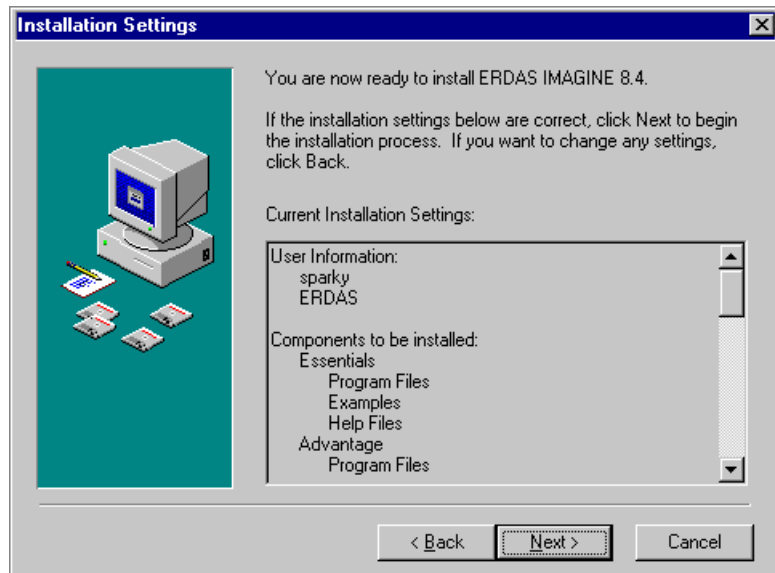 Installation Settings
You are now ready to install ERDAS IMAGINE 8.4.
If the installation settings below are correct, click Next to begin
the installation process.  If you want to change any settings,
click Back.
Current Installation Settings:
User Information:
sparky
ERDAS
Components to be installed:
Essentials
Program Files
Examples
Help Files
Advantage
Program Files
< Back
Next >
Cancel